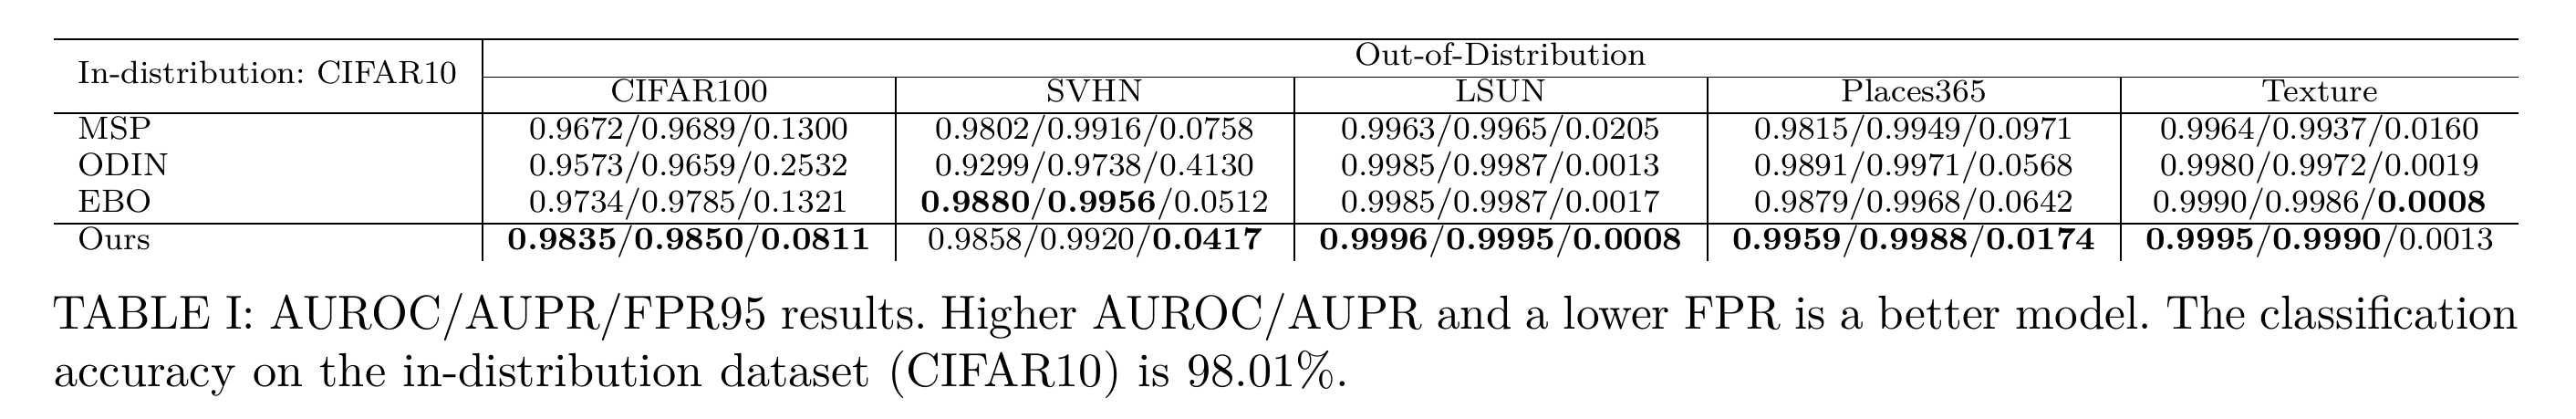 In-distribution: CIFAR10
Out-of-Distribution
CIFAR100 SVHN LSUN Places365 Texture
MSP 0.9672/0.9689/0.1300 0.9802/0.9916/0.0758 0.9963/0.9965/0.0205 0.9815/0.9949/0.0971 0.9964/0.9937/0.0160
ODIN 0.9573/0.9659/0.2532 0.9299/0.9738/0.4130 0.9985/0.9987/0.0013 0.9891/0.9971/0.0568 0.9980/0.9972/0.0019
EBO 0.9734/0.9785/0.1321 0.9880/0.9956/0.0512 0.9985/0.9987/0.0017 0.9879/0.9968/0.0642 0.9990/0.9986/0.0008
Ours 0.9835/0.9850/0.0811 0.9858/0.9920/0.0417 0.9996/0.9995/0.0008 0.9959/0.9988/0.0174 0.9995/0.9990/0.0013
TABLE I: AUROC/AUPR/FPR95 results. Higher AUROC/AUPR and a lower FPR is a better model. The classification
accuracy on the in-distribution dataset (CIFAR10) is 98.01%.